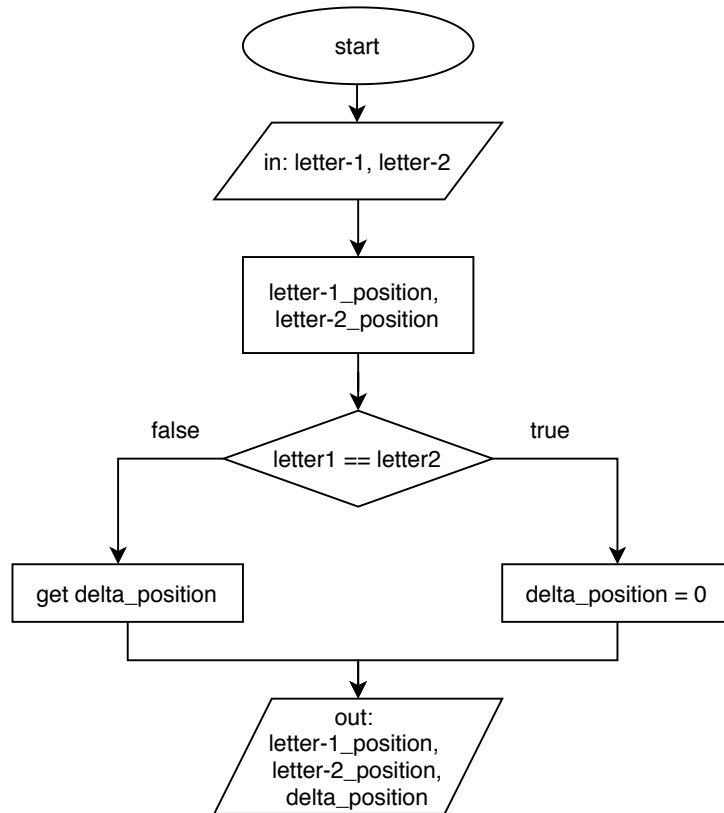 start
in: letter-1, letter-2
letter-1_position,
letter-2_position
false
true
letter1 == letter2
get delta_position
delta_position = 0
out:
letter-1_position,
letter-2_position,
delta_position